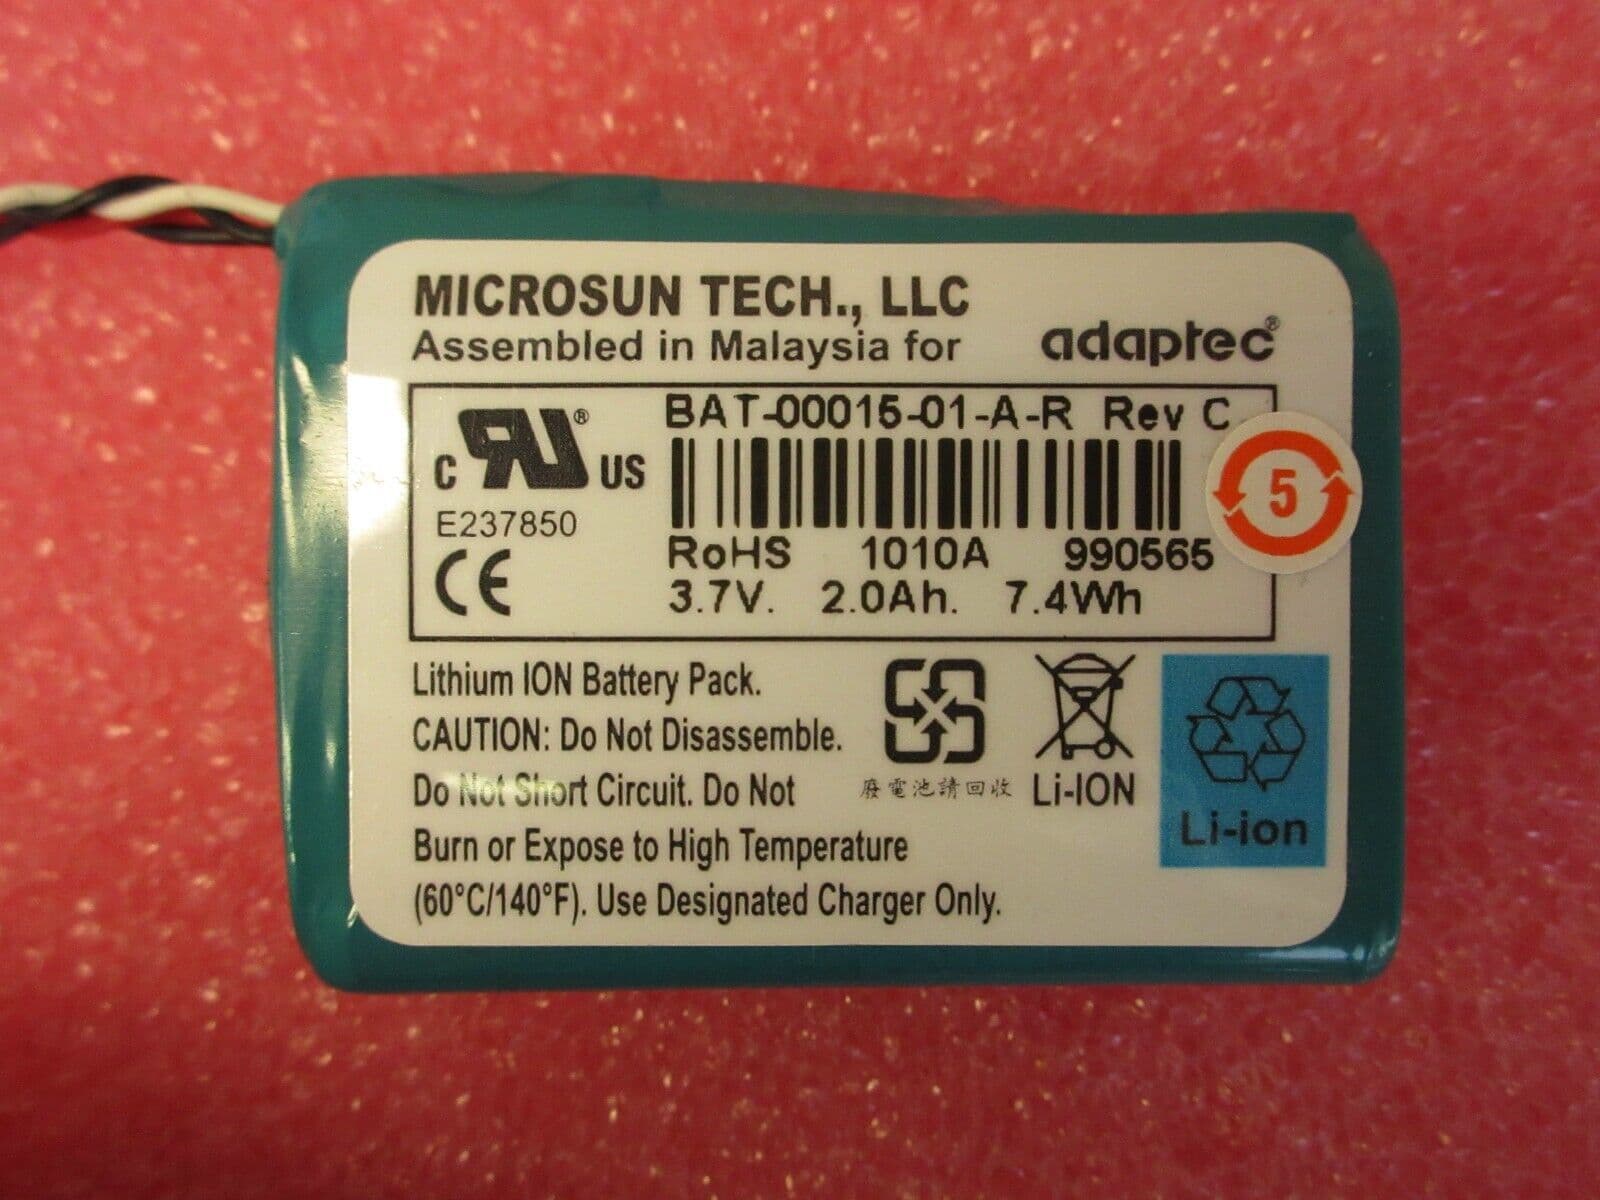 MICROSUN TECH., LLC
Assembled in Malaysia for adaptec®
BAT-00015-01-A-R Rev C
C RU® US
E237850
5
RoHS 1010A 990565
CE
3.7V. 2.0Ah. 7.4Wh
Lithium ION Battery Pack.
CAUTION: Do Not Disassemble.
Do Not Short Circuit. Do Not
Burn or Expose to High Temperature
(60°C/140°F). Use Designated Charger Only.
廢電池請回收
Li-ION
Li-ion